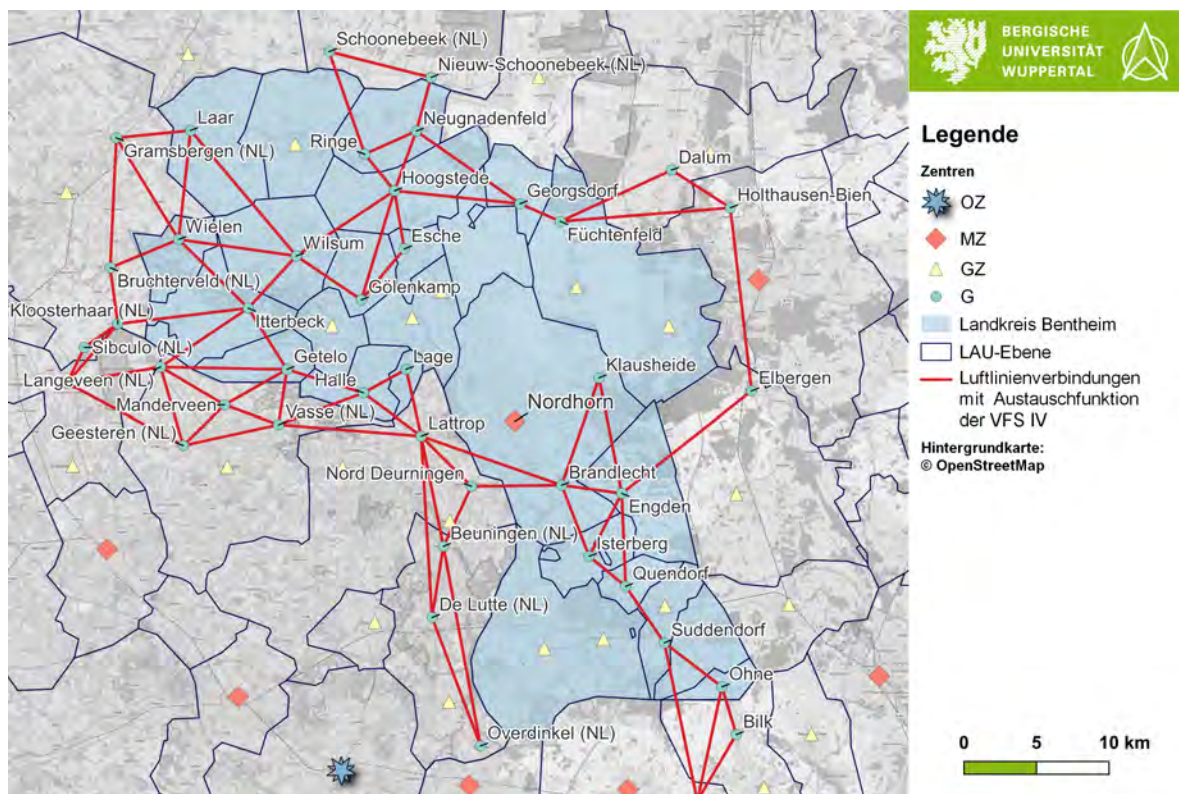 Schoonebeek (NL)
Nieuw-Schoonebeek (NL)
Laar
Gramsbergen (NL)
Neugnadenfeld
Ringe
Dalum
Hoogstede
Georgsdorf
Holthausen-Bien
Füchtenfeld
Wielen
Wilsum
Esche
Bruchterveld (NL)
Gölenkamp
Kloosterhaar (NL)
Itterbeck
Sibculo (NL)
Getelo
Lage
Klausheide
Langeveen (NL)
Halle
Elbergen
Manderveen
Vasse (NL)
Nordhorn
Geesteren (NL)
Lattrop
Nord Deurningen
Brandlecht
Engden
Beuningen (NL)
Isterberg
Quendorf
De Lutte (NL)
Suddendorf
Ohne
Overdinkel (NL)
Bilk
BERGISCHE
UNIVERSITÄT
WUPPERTAL
Legende
Zentren
OZ
MZ
GZ
G
Landkreis Bentheim
LAU-Ebene
Luftlinienverbindungen
mit Austauschfunktion
der VFS IV
Hintergrundkarte:
© OpenStreetMap
0 5 10 km